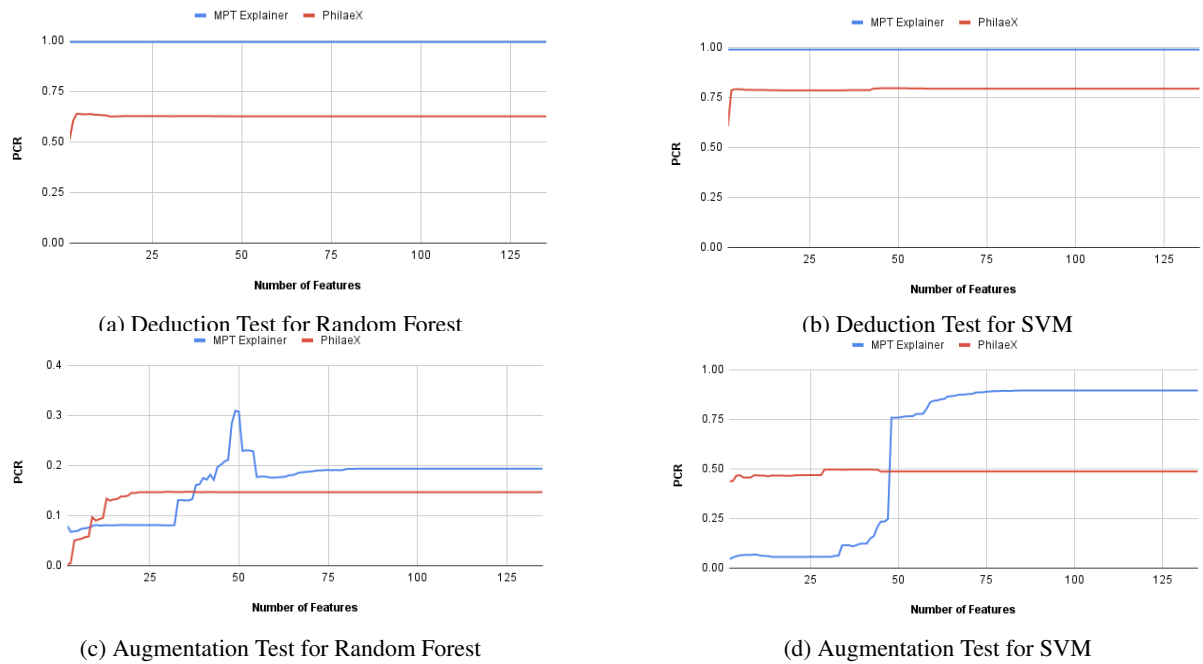 MPT Explainer PhilaeX
1.00
0.75
0.50
0.25
0.00
PCR
25 50 75 100 125
Number of Features
(a) Deduction Test for Random Forest
MPT Explainer PhilaeX
1.00
0.75
0.50
0.25
0.00
PCR
25 50 75 100 125
Number of Features
(b) Deduction Test for SVM
MPT Explainer PhilaeX
0.4
0.3
0.2
0.1
0.0
PCR
25 50 75 100 125
Number of Features
(c) Augmentation Test for Random Forest
MPT Explainer PhilaeX
1.00
0.75
0.50
0.25
0.00
PCR
25 50 75 100 125
Number of Features
(d) Augmentation Test for SVM